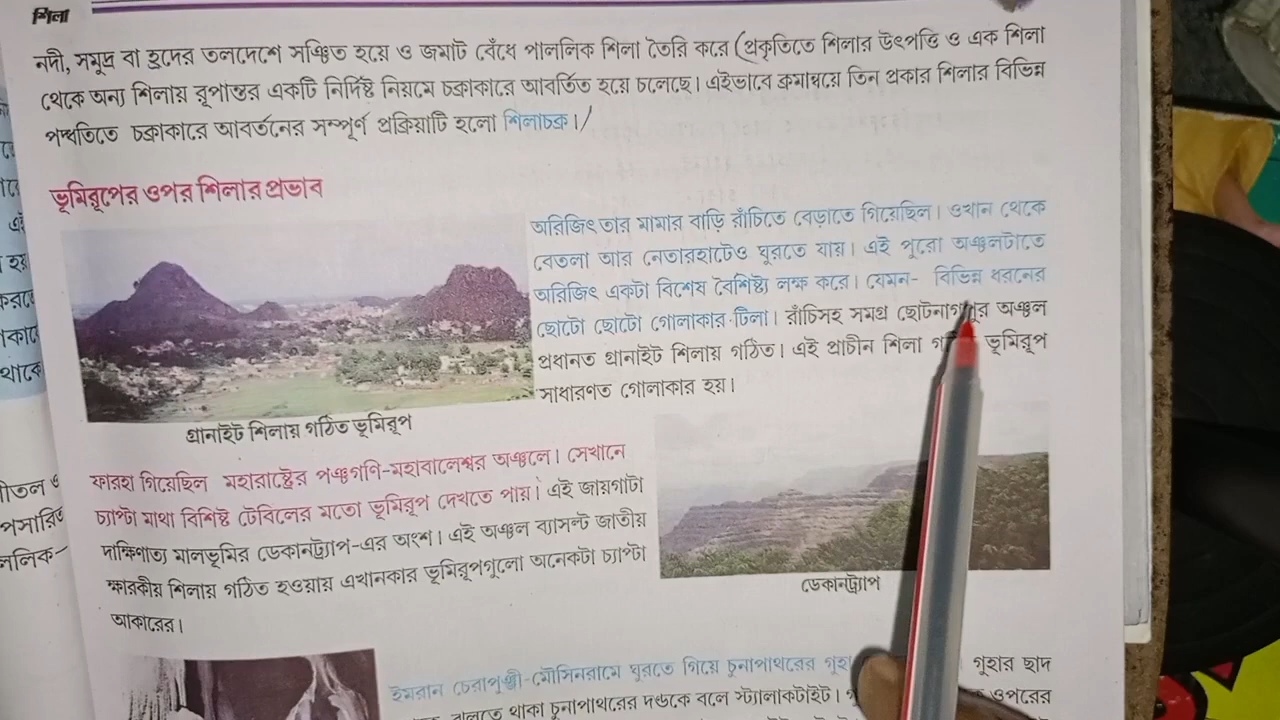 শিলা
নদী, সমুদ্র বা হ্রদের তলদেশে সঞ্চিত হয়ে ও জমাট বেঁধে পাললিক শিলা তৈরি করে (প্রকৃতিতে শিলার উৎপত্তি ও এক শিলা
থেকে অন্য শিলায় রূপান্তর একটি নির্দিষ্ট নিয়মে চক্রাকারে আবর্তিত হয়ে চলেছে। এইভাবে ক্রমান্বয়ে তিন প্রকার শিলার বিভিন্ন
পদ্ধতিতে চক্রাকারে আবর্তনের সম্পূর্ণ প্রক্রিয়াটি হলো শিলাচক্র।/
ভূমিরূপের ওপর শিলার প্রভাব
অরিজিৎ তার মামার বাড়ি রাঁচিতে বেড়াতে গিয়েছিল। ওখান থেকে
বেতলা আর নেতারহাটেও ঘুরতে যায়। এই পুরো অঞ্চলটাতে
অরিজিৎ একটা বিশেষ বৈশিষ্ট্য লক্ষ করে। যেমন- বিভিন্ন ধরনের
ছোটো ছোটো গোলাকার টিলা। রাঁচিসহ সমগ্র ছোটনাগপুর অঞ্চল
প্রধানত গ্রানাইট শিলায় গঠিত। এই প্রাচীন শিলা ভূমিরূপ
সাধারণত গোলাকার হয়।
গ্রানাইট শিলায় গঠিত ভূমিরূপ
ফারহা গিয়েছিল মহারাষ্ট্রের পঞ্চগণি-মহাবালেশ্বর অঞ্চলে। সেখানে
চ্যাপ্টা মাথা বিশিষ্ট টেবিলের মতো ভূমিরূপ দেখতে পায়। এই জায়গাটা
দাক্ষিণাত্য মালভূমির ডেকানট্র্যাপ-এর অংশ। এই অঞ্চল ব্যাসল্ট জাতীয়
ক্ষারকীয় শিলায় গঠিত হওয়ায় এখানকার ভূমিরূপগুলো অনেকটা চ্যাপ্টা
আকারের।
ডেকানট্র্যাপ
ইমরান চেরাপুঞ্জী-মৌসিনরামে ঘুরতে গিয়ে চুনাপাথরের গুহা গুহার ছাদ
ঝুলতে থাকা চুনাপাথরের দণ্ডকে বলে স্ট্যালাকটাইট। ওপরের